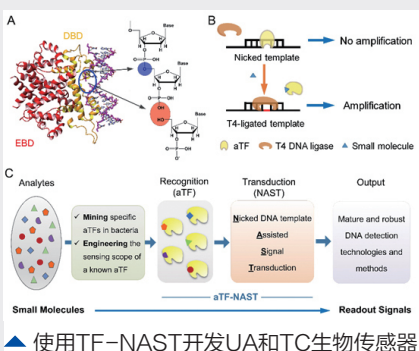 A
DBD
EBD
Base
Base
OH
HO
Base
B
Nicked template
No amplification
T4-ligated template
Amplification
aTF
T4 DNA ligase
Small molecule
C
Analytes
Recognition (aTF)
Transduction (NAST)
Output
✓ Mining specific
aTFs in bacteria
✓ Engineering the
sensing scope of
a known aTF
Nicked DNA template
Assisted
Signal
Transduction
Mature and robust
DNA detection
technologies and
methods
aTF-NAST
Small Molecules
Readout Signals
使用TF-NAST开发UA和TC生物传感器